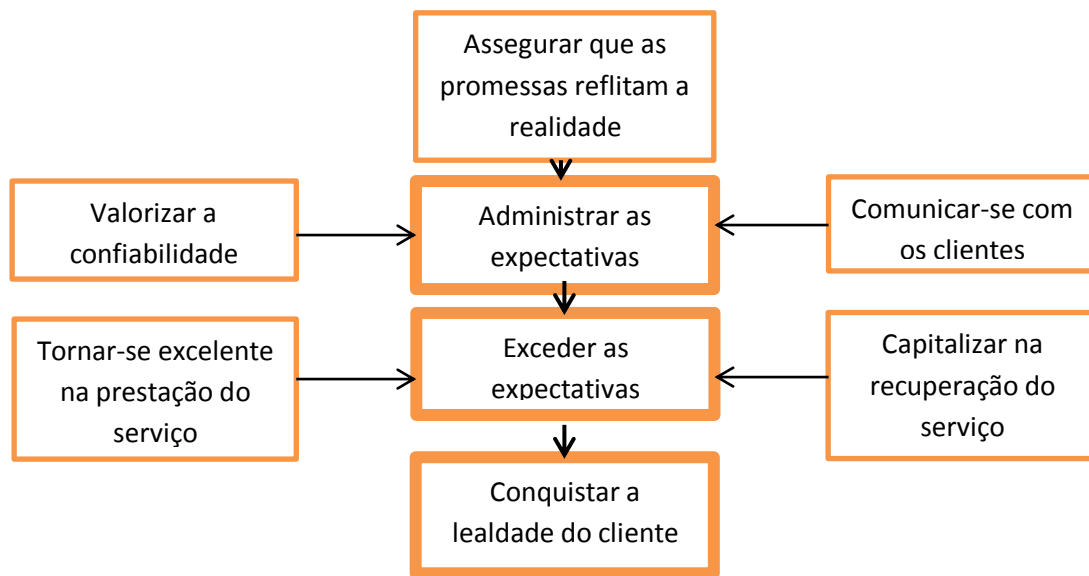 Assegurar que as
promessas reflitam a
realidade
Valorizar a
confiabilidade
Administrar as
expectativas
Comunicar-se com
os clientes
Tornar-se excelente
na prestação do
serviço
Exceder as
expectativas
Capitalizar na
recuperação do
serviço
Conquistar a
lealdade do cliente